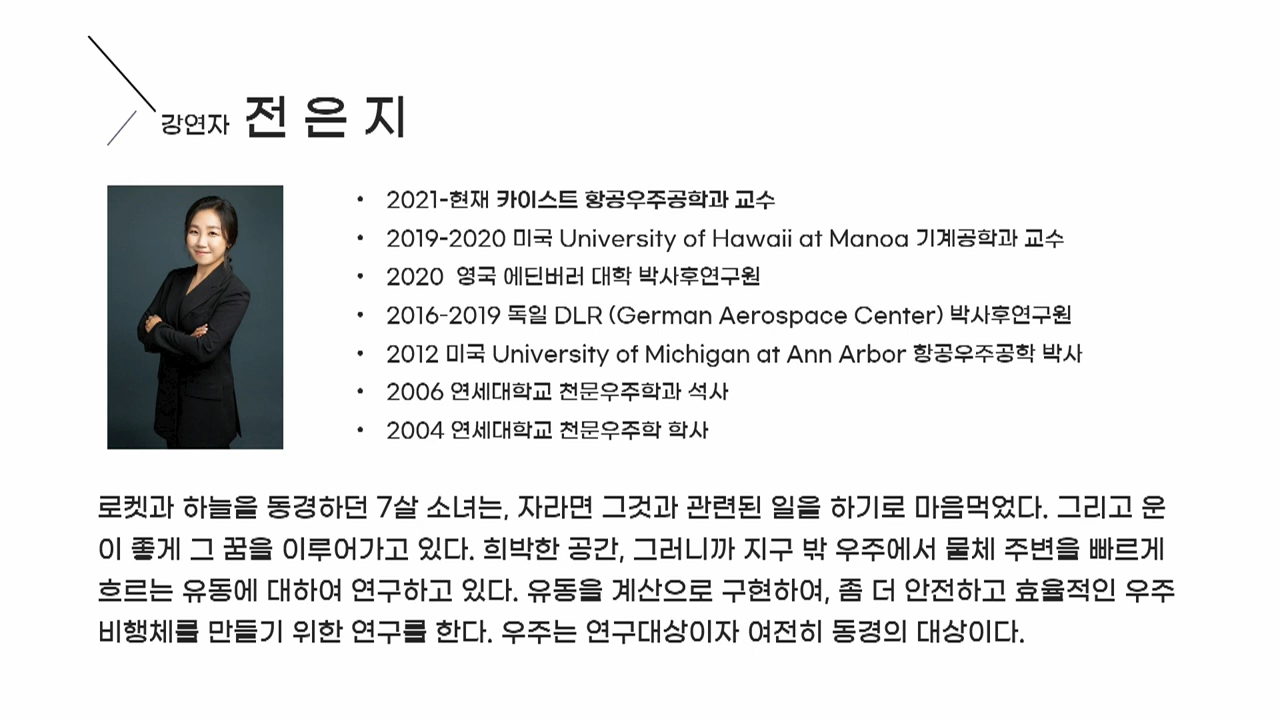 강연자 전 은 지
• 2021-현재 카이스트 항공우주공학과 교수
• 2019-2020 미국 University of Hawaii at Manoa 기계공학과 교수
• 2020 영국 에딘버러 대학 박사후연구원
• 2016-2019 독일 DLR (German Aerospace Center) 박사후연구원
• 2012 미국 University of Michigan at Ann Arbor 항공우주공학 박사
• 2006 연세대학교 천문우주학과 석사
• 2004 연세대학교 천문우주학 학사
로켓과 하늘을 동경하던 7살 소녀는, 자라면 그것과 관련된 일을 하기로 마음먹었다. 그리고 운
이 좋게 그 꿈을 이루어가고 있다. 희박한 공간, 그러니까 지구 밖 우주에서 물체 주변을 빠르게
흐르는 유동에 대하여 연구하고 있다. 유동을 계산으로 구현하여, 좀 더 안전하고 효율적인 우주
비행체를 만들기 위한 연구를 한다. 우주는 연구대상이자 여전히 동경의 대상이다.